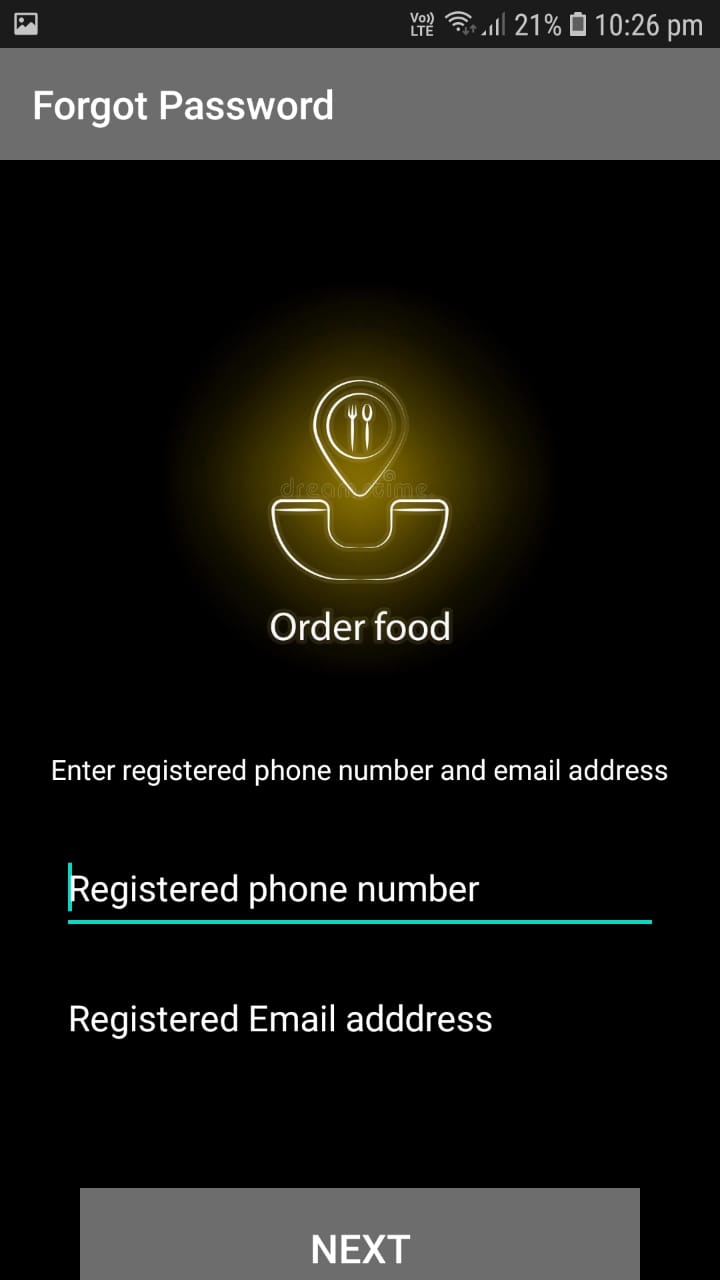 Vo)) LTE 21% 10:26 pm
Forgot Password
dreamstime
Order food
Enter registered phone number and email address
Registered phone number
Registered Email adddress
NEXT